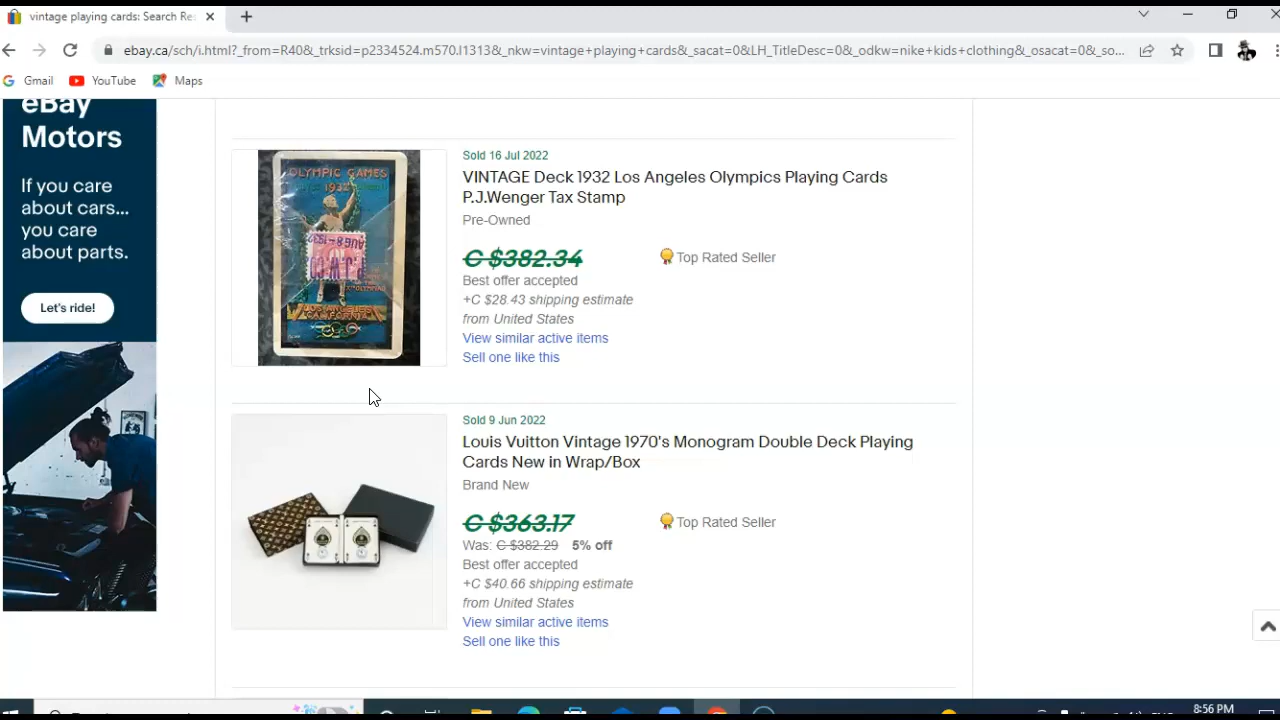 vintage playing cards: Search Res
ebay.ca/sch/i.html?_from=R40&_trksid=p2334524.m570.l1313&_nkw=vintage+playing+cards&_sacat=0&LH_TitleDesc=0&_odkw=nike+kids+clothing&_osacat=0&_so...
Gmail YouTube Maps
eBay
Motors
If you care
about cars...
you care
about parts.
Let's ride!
OLYMPIC GAMES
1932
LOS ANGELES
CALIFORNIA
Sold 16 Jul 2022
VINTAGE Deck 1932 Los Angeles Olympics Playing Cards
P.J.Wenger Tax Stamp
Pre-Owned
C $382.34
Top Rated Seller
Best offer accepted
+C $28.43 shipping estimate
from United States
View similar active items
Sell one like this
Sold 9 Jun 2022
Louis Vuitton Vintage 1970's Monogram Double Deck Playing
Cards New in Wrap/Box
Brand New
C $363.17
Top Rated Seller
Was: C $382.29 5% off
Best offer accepted
+C $40.66 shipping estimate
from United States
View similar active items
Sell one like this
8:56 PM